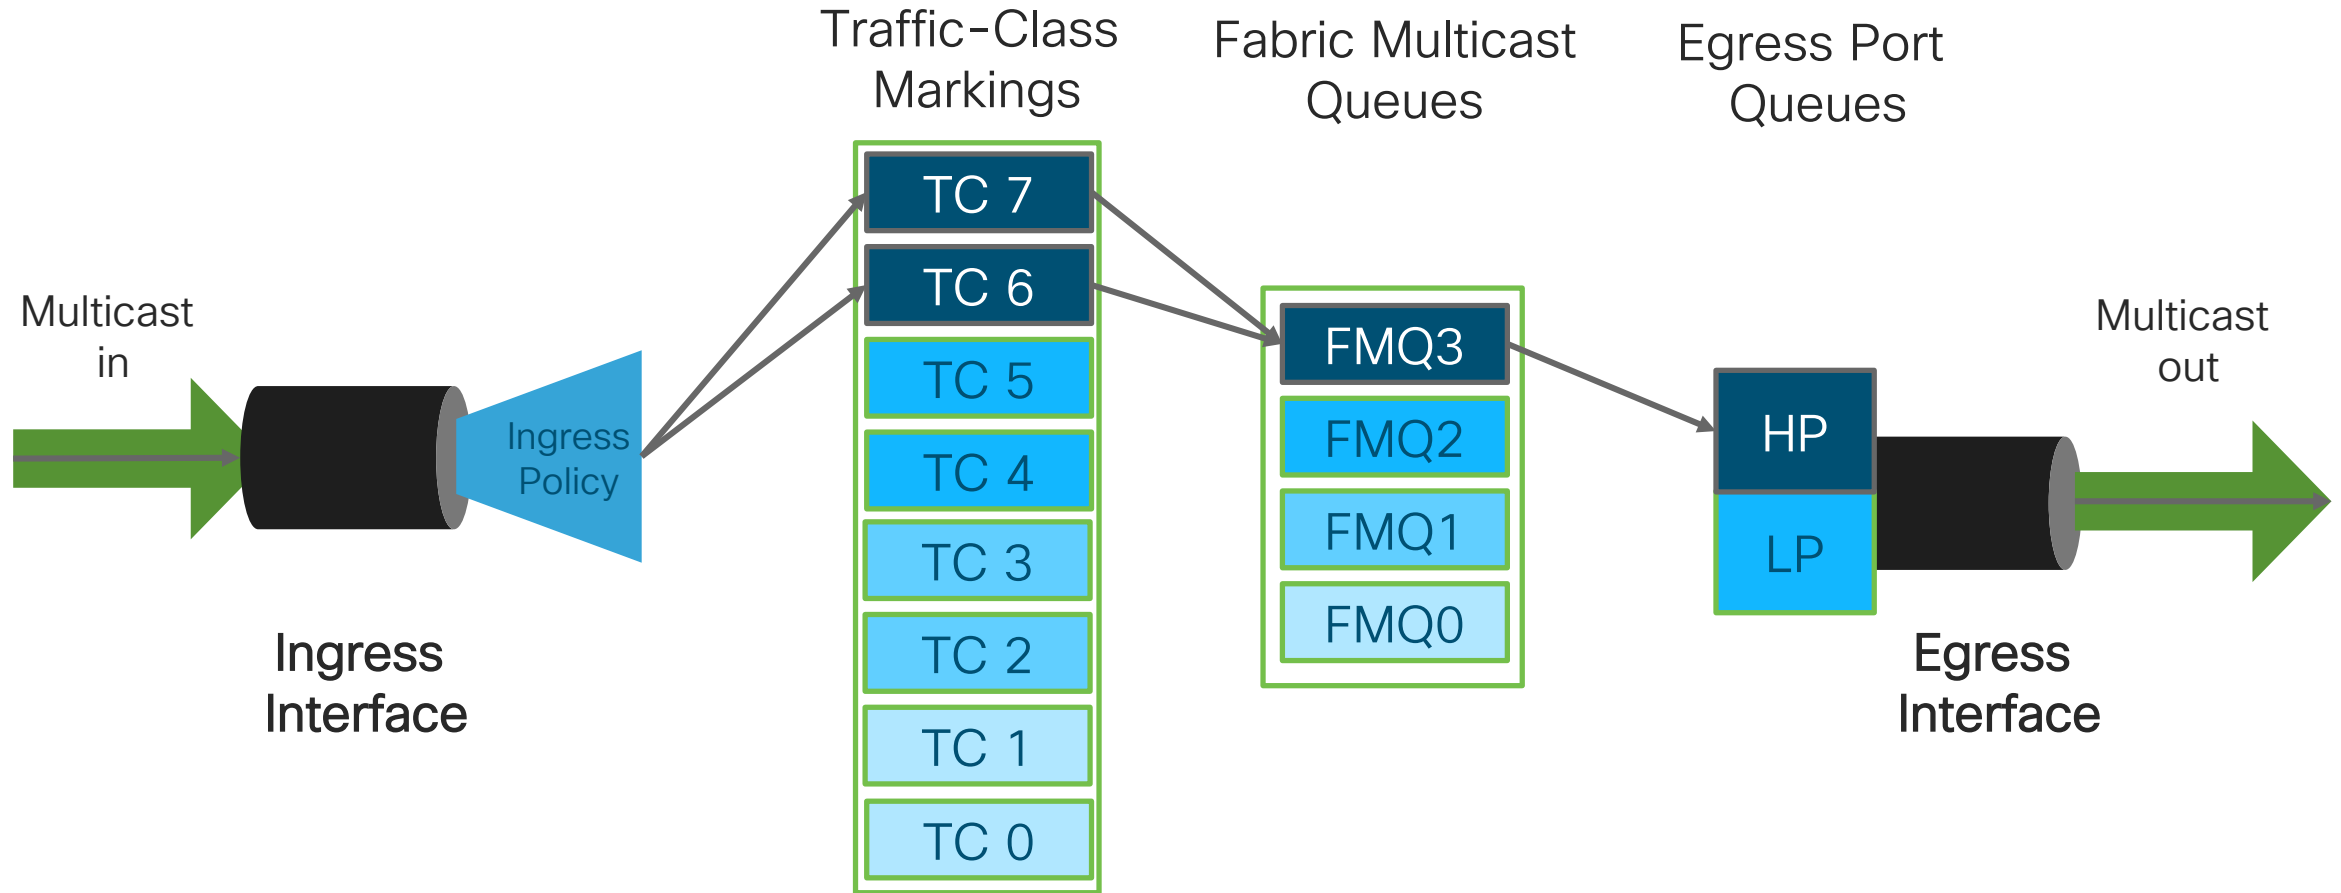 Traffic-Class
Markings
Fabric Multicast
Queues
Egress Port
Queues
Multicast
in
Ingress
Policy
Ingress
Interface
TC 7
TC 6
TC 5
TC 4
TC 3
TC 2
TC 1
TC 0
FMQ3
FMQ2
FMQ1
FMQ0
HP
LP
Multicast
out
Egress
Interface